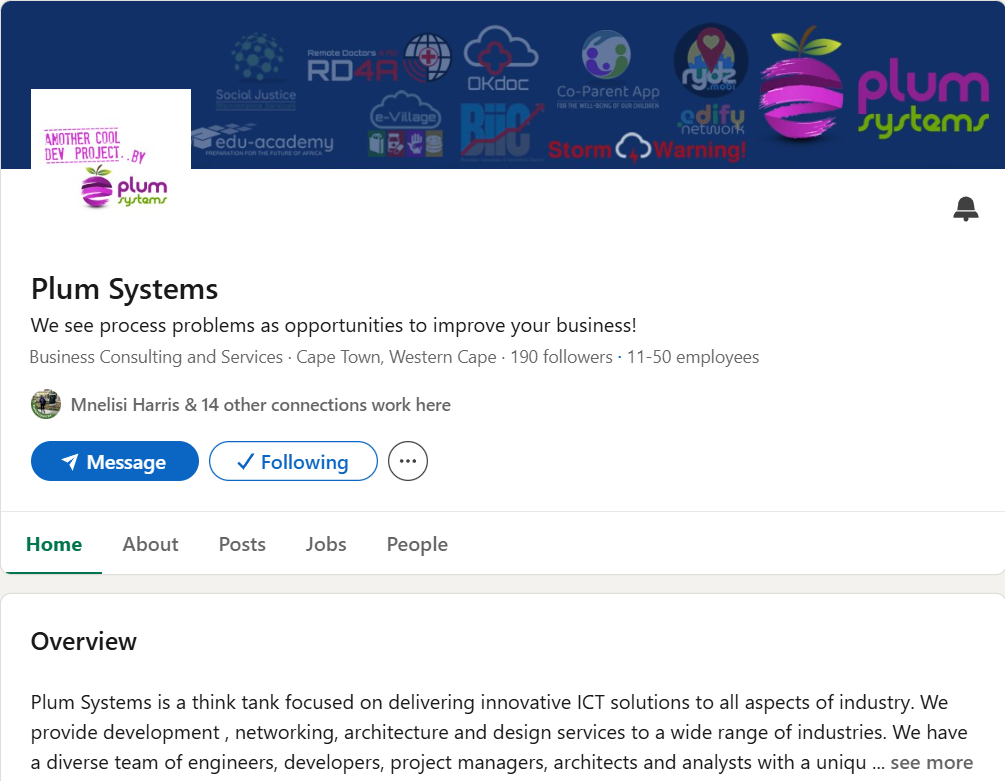 Social Justice
Remote Doctors 4 All
RD4A
OKdoc
Co-Parent App
FOR THE WELL-BEING OF OUR CHILDREN
rydz
.mobi
plum
systems
e-Village
edu-academy
PREPARATION FOR THE FUTURE OF AFRICA
BiiC
Storm Warning!
edify
network
ANOTHER COOL
DEV PROJECT..BY
plum
systems
Plum Systems
We see process problems as opportunities to improve your business!
Business Consulting and Services · Cape Town, Western Cape · 190 followers · 11-50 employees
Mnelisi Harris & 14 other connections work here
Message
Following
Home About Posts Jobs People
Overview
Plum Systems is a think tank focused on delivering innovative ICT solutions to all aspects of industry. We
provide development , networking, architecture and design services to a wide range of industries. We have
a diverse team of engineers, developers, project managers, architects and analysts with a uniqu ... see more